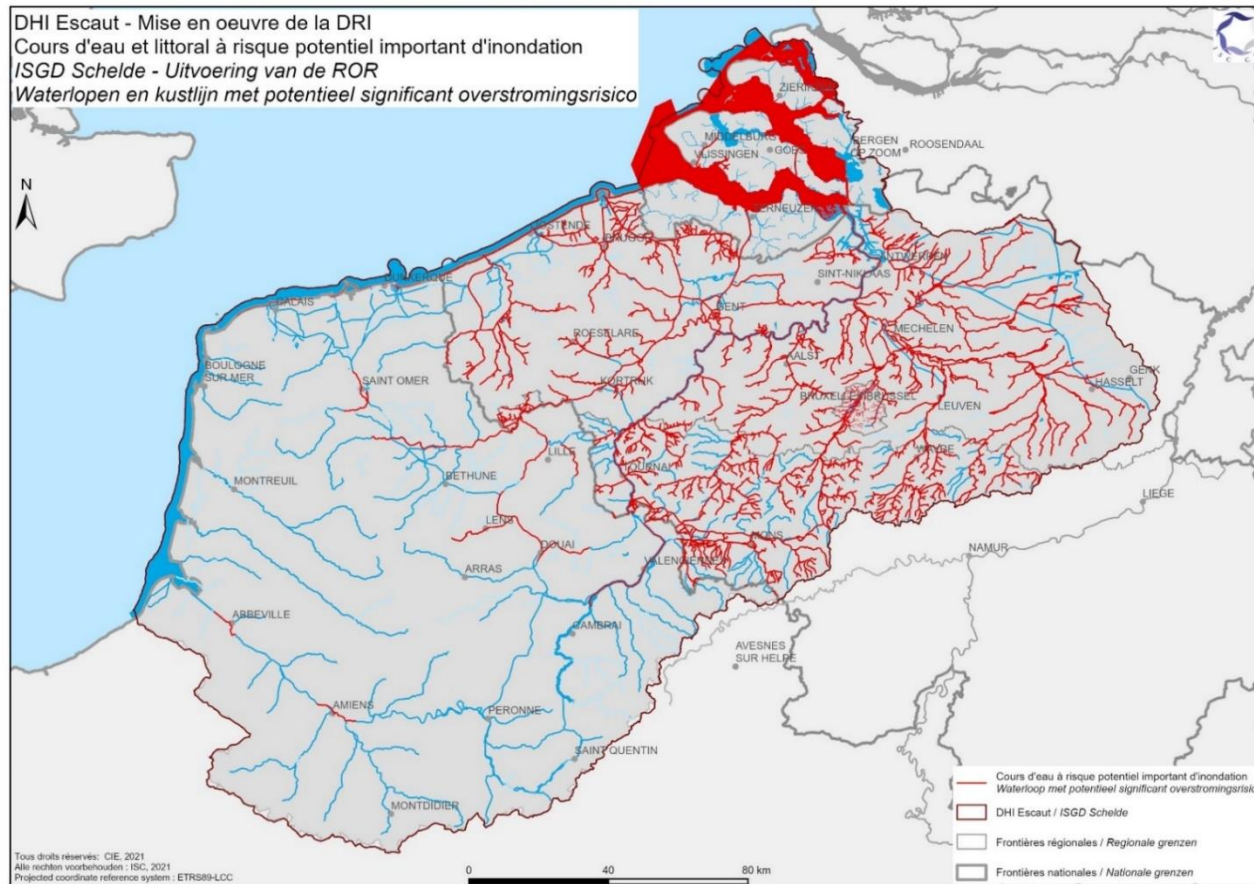 DHI Escaut - Mise en oeuvre de la DRI
Cours d'eau et littoral à risque potentiel important d'inondation
ISGD Schelde - Uitvoering van de ROR
Waterlopen en kustlijn met potentieel significant overstromingsrisico
N
MIDDELBURG
GOES
BERGEN
OP ZOOM
ROOSENDAAL
VLISSINGEN
ANTWERPEN
SINT-NIKLAAS
GENT
CALAIS
MECHELEN
ROESELARE
BOULOGNE
SUR MER
SAINT OMER
AALST
KORTRIJK
GENK
HASSELT
BRUXELLES/BRUSSEL
LEUVEN
LILLE
TOURNAI
WAVRE
BETHUNE
MONTREUIL
LIEGE
LENS
MONS
DOUAI
NAMUR
VALENCIENNES
ARRAS
ABBEVILLE
CAMBRAI
AVESNES
SUR HELPE
AMIENS
PERONNE
SAINT QUENTIN
MONTDIDIER
Cours d'eau à risque potentiel important d'inondation
Waterloop met potentieel significant overstromingsrisic
DHI Escaut / ISGD Schelde
Frontières régionales / Regionale grenzen
Frontières nationales / Nationale grenzen
Tous droits réservés: CIE, 2021
Alle rechten voorbehouden : ISC, 2021
Projected coordinate reference system : ETRS89-LCC
0 40 80 km